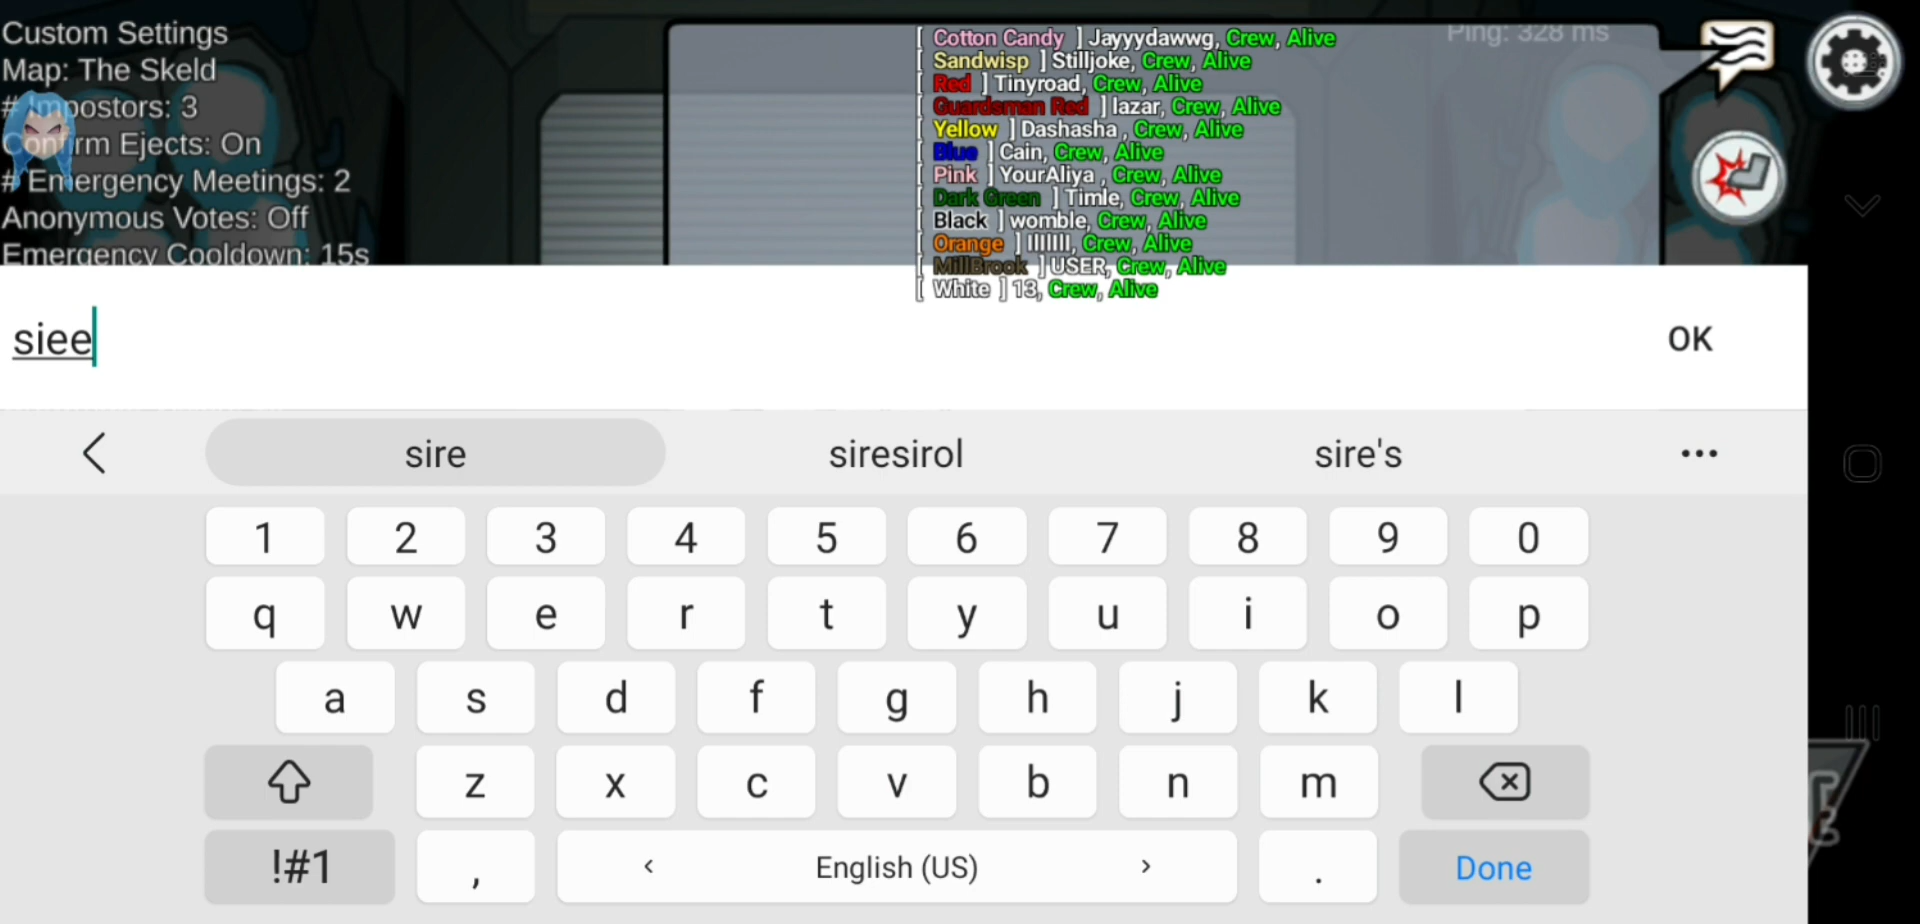 Custom Settings
Map: The Skeld
# Impostors: 3
Confirm Ejects: On
# Emergency Meetings: 2
Anonymous Votes: Off
Emergency Cooldown: 15s
[ Cotton Candy ] Jayyydawwg, Crew, Alive
[ Sandwisp ] Stilljoke, Crew, Alive
[ Red ] Tinyroad, Crew, Alive
[ Guardsman Red ] lazar, Crew, Alive
[ Yellow ] Dashasha , Crew, Alive
[ Blue ] Cain, Crew, Alive
[ Pink ] YourAliya , Crew, Alive
[ Dark Green ] Timle, Crew, Alive
[ Black ] womble, Crew, Alive
[ Orange ] Crew, Alive
[ MillBrook ] USER, Crew, Alive
[ White ] 13, Crew, Alive
Ping: 328 ms
siee
OK
sire siresirol sire's
1 2 3 4 5 6 7 8 9 0
q w e r t y u i o p
a s d f g h j k l
z x c v b n m
!#1 , < English (US) > . Done